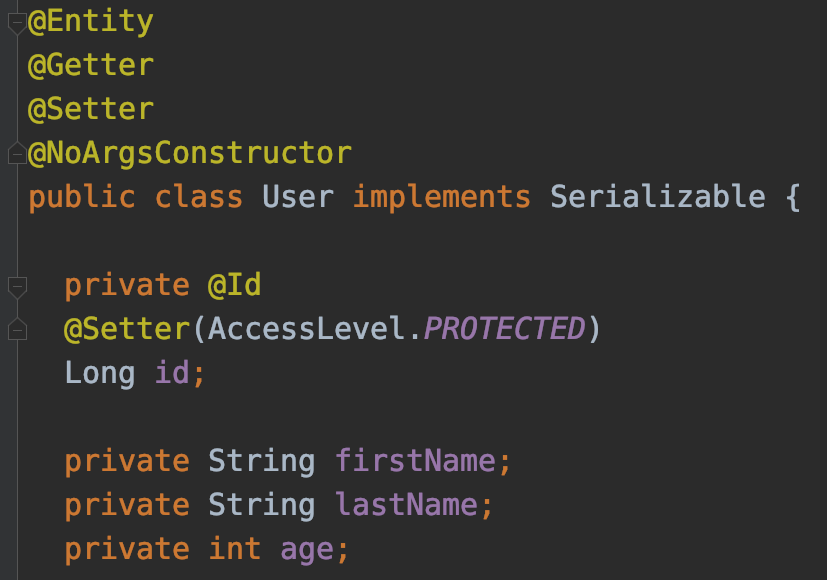 @Entity
@Getter
@Setter
@NoArgsConstructor
public class User implements Serializable {
private @Id
@Setter(AccessLevel.PROTECTED)
Long id;
private String firstName;
private String lastName;
private int age;